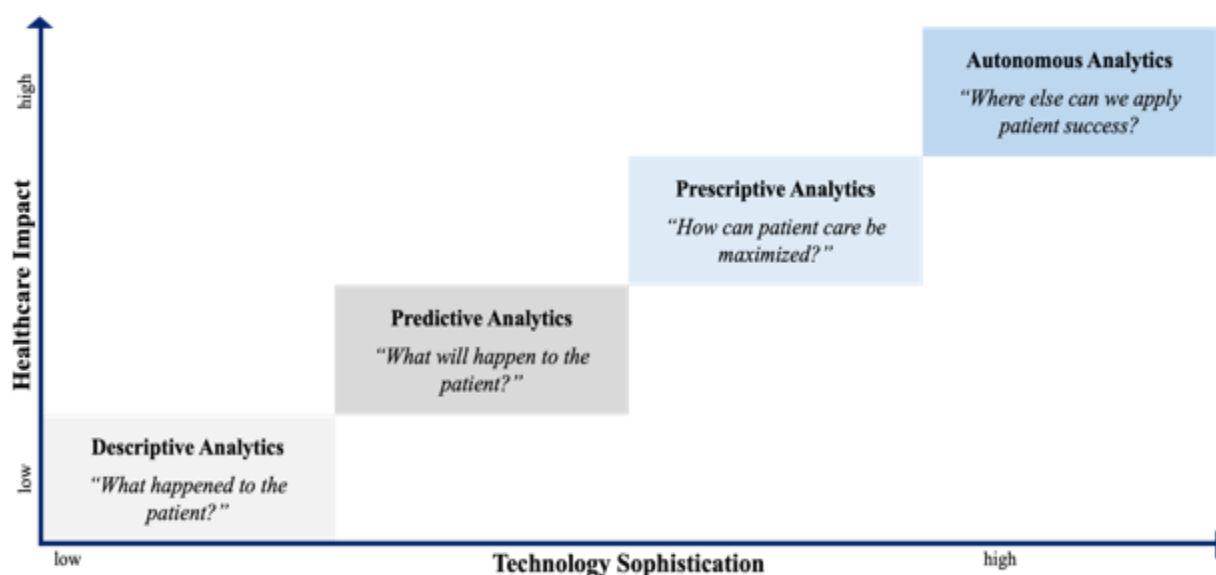 high
Autonomous Analytics
“Where else can we apply
patient success?
Prescriptive Analytics
“How can patient care be
maximized?”
Healthcare Impact
Predictive Analytics
“What will happen to the
patient?”
Descriptive Analytics
“What happened to the
patient?”
low
low
Technology Sophistication
high